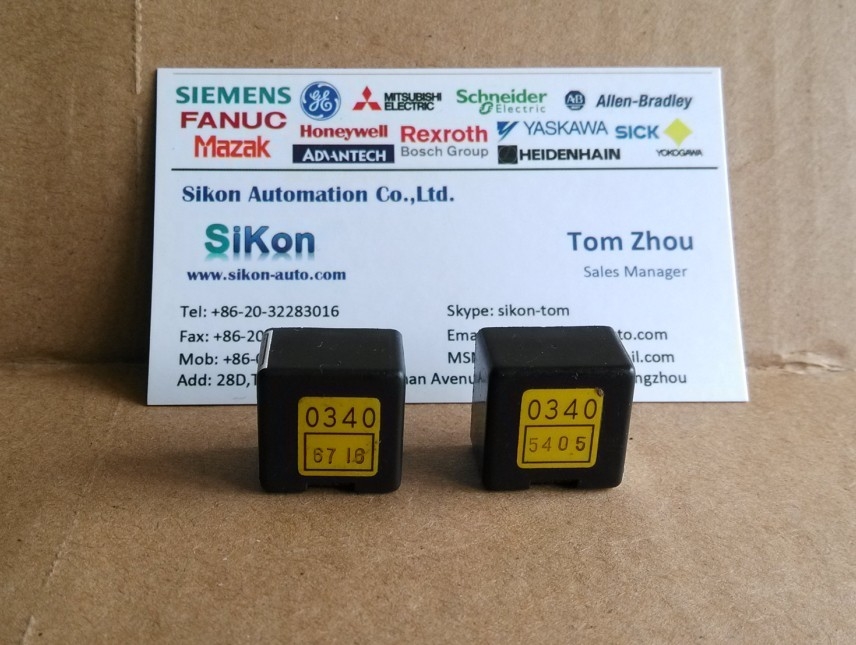 SIEMENS GE MITSUBISHI ELECTRIC Schneider Electric AB Allen-Bradley
FANUC Honeywell Rexroth Bosch Group YASKAWA SICK
Mazak ADVANTECH HEIDENHAIN YOKOGAWA
Sikon Automation Co.,Ltd.
SiKon
www.sikon-auto.com
Tom Zhou
Sales Manager
Tel: +86-20-32283016
Skype: sikon-tom
Fax: +86-20
Mob: +86-
Add: 28D,
0340
6716
0340
5405